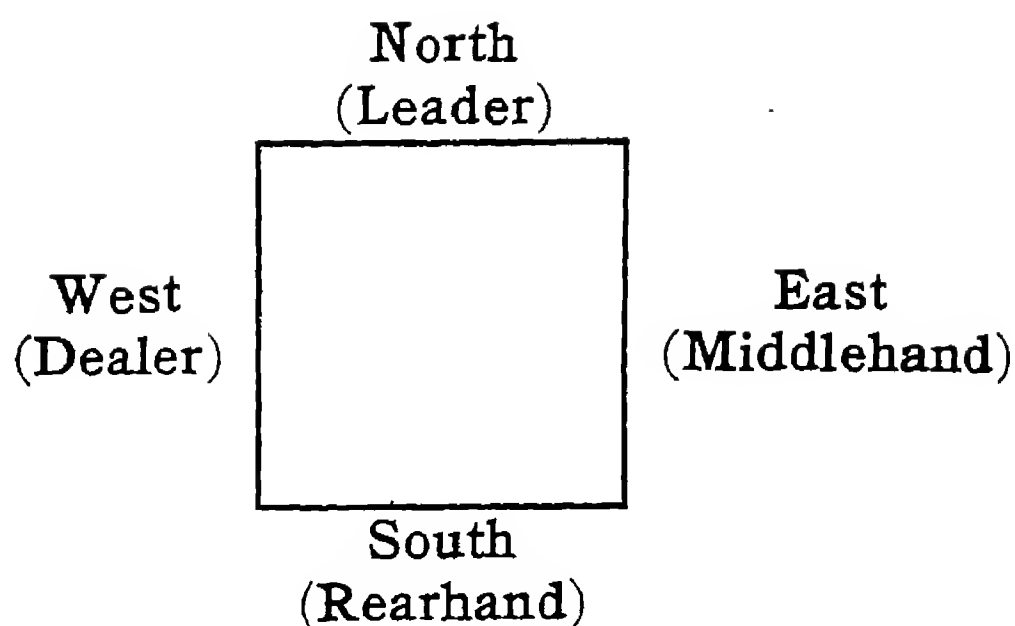 North
(Leader)
West
(Dealer)
East
(Middlehand)
South
(Rearhand)